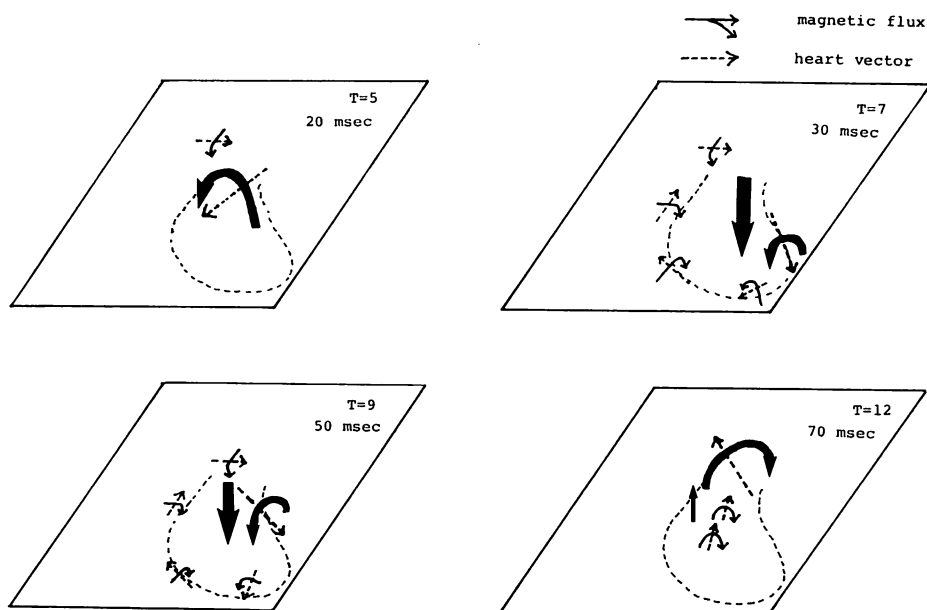 magnetic flux
heart vector
T=5
20 msec
T=7
30 msec
T=9
50 msec
T=12
70 msec